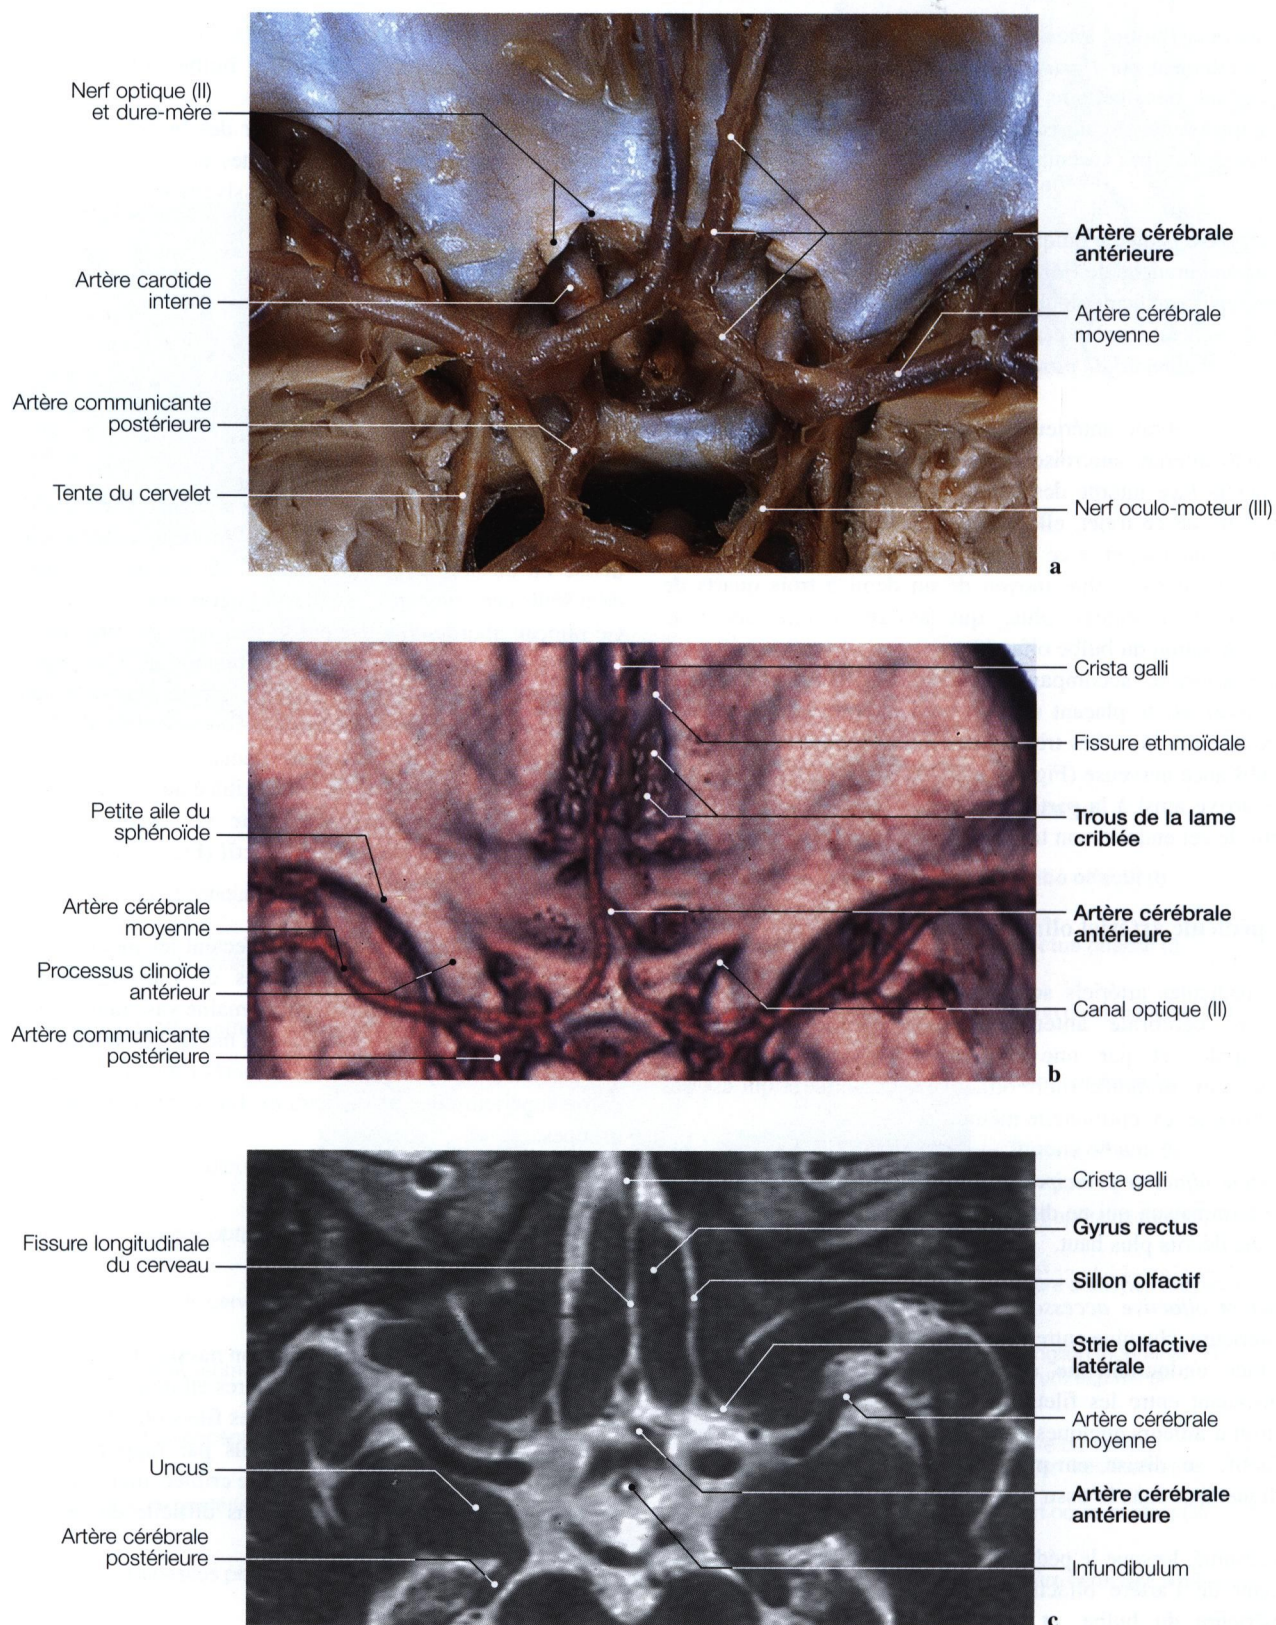 Nerf optique (II)
et dure-mère
Artère carotide
interne
Artère communicante
postérieure
Tente du cervelet
Artère cérébrale
antérieure
Artère cérébrale
moyenne
Nerf oculo-moteur (III)
a
Petite aile du
sphénoïde
Artère cérébrale
moyenne
Processus clinoïde
antérieur
Artère communicante
postérieure
Crista galli
Fissure ethmoïdale
Trous de la lame
criblée
Artère cérébrale
antérieure
Canal optique (II)
b
Fissure longitudinale
du cerveau
Uncus
Artère cérébrale
postérieure
Crista galli
Gyrus rectus
Sillon olfactif
Strie olfactive
latérale
Artère cérébrale
moyenne
Artère cérébrale
antérieure
Infundibulum
c